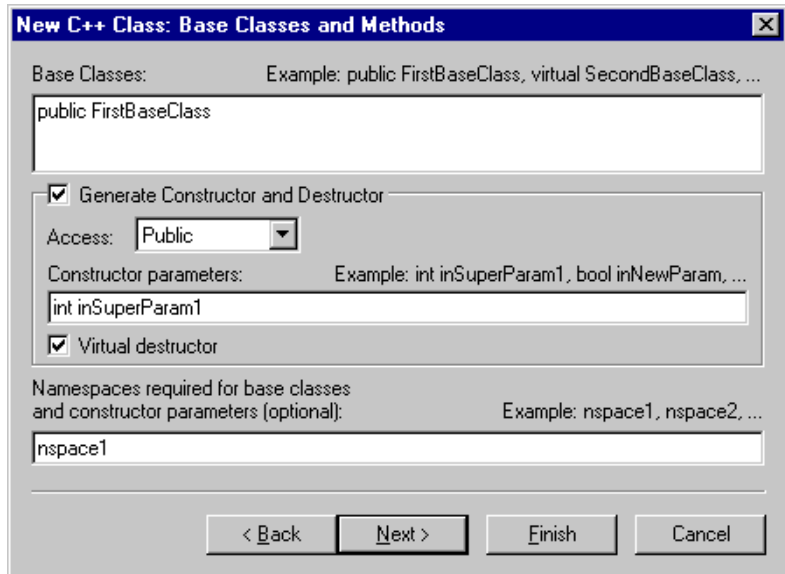 New C++ Class: Base Classes and Methods
Base Classes: Example: public FirstBaseClass, virtual SecondBaseClass, ...
public FirstBaseClass
Generate Constructor and Destructor
Access: Public
Constructor parameters: Example: int inSuperParam1, bool inNewParam, ...
int inSuperParam1
Virtual destructor
Namespaces required for base classes
and constructor parameters (optional): Example: nspace1, nspace2, ...
nspace1
< Back Next > Finish Cancel